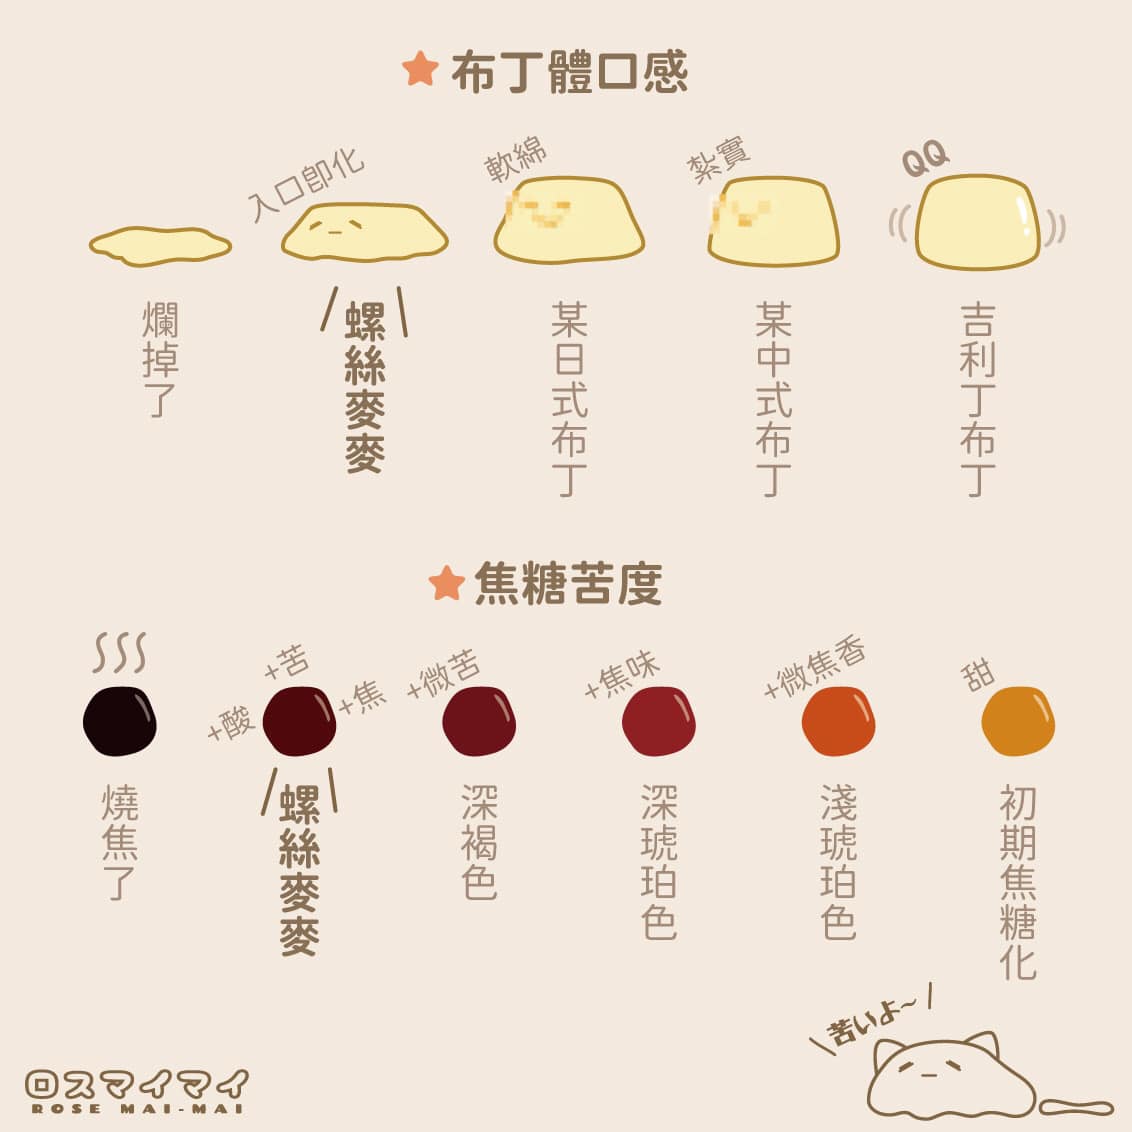 布丁體口感
入口即化
軟綿
紮實
QQ
爛掉了
螺絲麥麥
某日式布丁
某中式布丁
吉利丁布丁
焦糖苦度
+酸
+苦
+焦
+微苦
+焦味
+微焦香
甜
燒焦了
螺絲麥麥
深褐色
深琥珀色
淺琥珀色
初期焦糖化
苦いよ~
ロスマイマイ
ROSE MAI-MAI